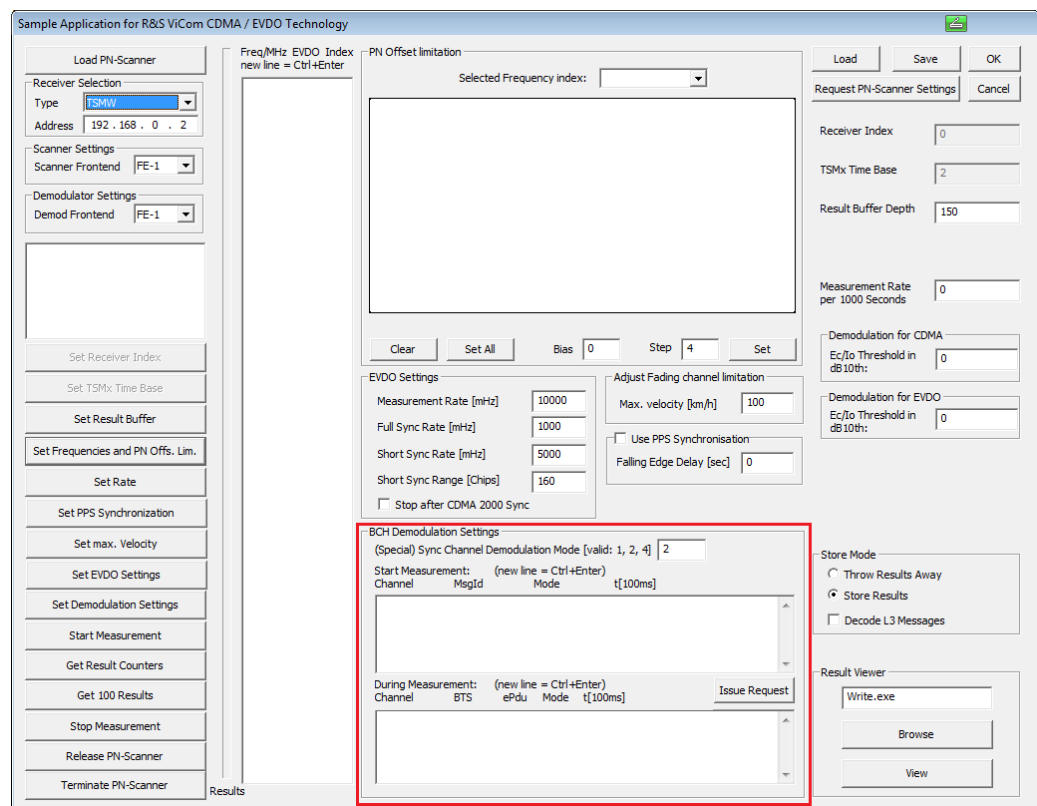 Sample Application for R&S ViCom CDMA / EVDO Technology
Load PN-Scanner
Receiver Selection
Type TSMW
Address 192 . 168 . 0 . 2
Scanner Settings
Scanner Frontend FE-1
Demodulator Settings
Demod Frontend FE-1
Set Receiver Index
Set TSMx Time Base
Set Result Buffer
Set Frequencies and PN Offs. Lim.
Set Rate
Set PPS Synchronization
Set max. Velocity
Set EVDO Settings
Set Demodulation Settings
Start Measurement
Get Result Counters
Get 100 Results
Stop Measurement
Release PN-Scanner
Terminate PN-Scanner
Results
Freq/MHz EVDO Index
new line = Ctrl+Enter
PN Offset limitation
Selected Frequency index:
Clear Set All Bias 0 Step 4 Set
EVDO Settings
Measurement Rate [mHz] 10000
Full Sync Rate [mHz] 1000
Short Sync Rate [mHz] 5000
Short Sync Range [Chips] 160
Stop after CDMA 2000 Sync
Adjust Fading channel limitation
Max. velocity [km/h] 100
Use PPS Synchronisation
Falling Edge Delay [sec] 0
BCH Demodulation Settings
(Special) Sync Channel Demodulation Mode [valid: 1, 2, 4] 2
Start Measurement: (new line = Ctrl+Enter)
Channel MsgId Mode t[100ms]
During Measurement: (new line = Ctrl+Enter)
Channel BTS ePdu Mode t[100ms]
Issue Request
Load Save OK
Request PN-Scanner Settings Cancel
Receiver Index 0
TSMx Time Base 2
Result Buffer Depth 150
Measurement Rate
per 1000 Seconds 0
Demodulation for CDMA
Ec/Io Threshold in
dB10th: 0
Demodulation for EVDO
Ec/Io Threshold in
dB10th: 0
Store Mode
Throw Results Away
Store Results
Decode L3 Messages
Result Viewer
Write.exe
Browse
View